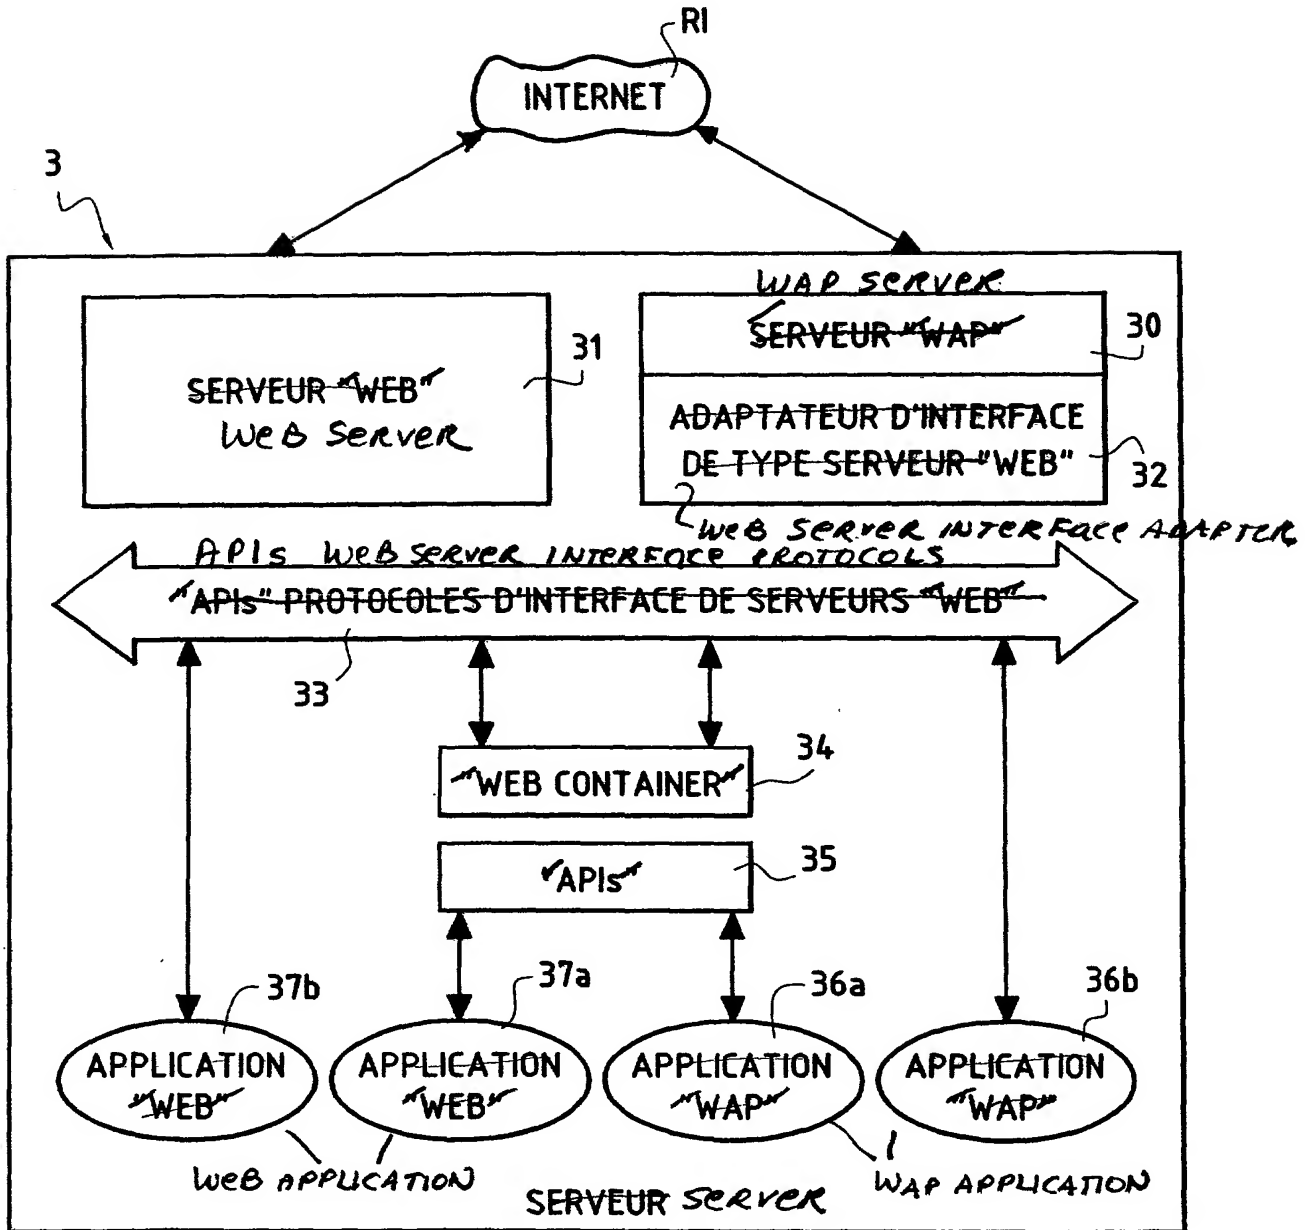 RI
INTERNET
3
WAP SERVER
SERVEUR "WAP"
30
31
SERVEUR "WEB"
WEB SERVER
ADAPTATEUR D'INTERFACE
DE TYPE SERVEUR "WEB"
32
WEB SERVER INTERFACE ADAPTER
APIs WEB SERVER INTERFACE PROTOCOLS
"APIs" PROTOCOLES D'INTERFACE DE SERVEURS "WEB"
33
34
"WEB CONTAINER"
35
"APIs"
37b
37a
36a
36b
APPLICATION
"WEB"
APPLICATION
"WEB"
APPLICATION
"WAP"
APPLICATION
"WAP"
WEB APPLICATION
WAP APPLICATION
SERVEUR SERVER